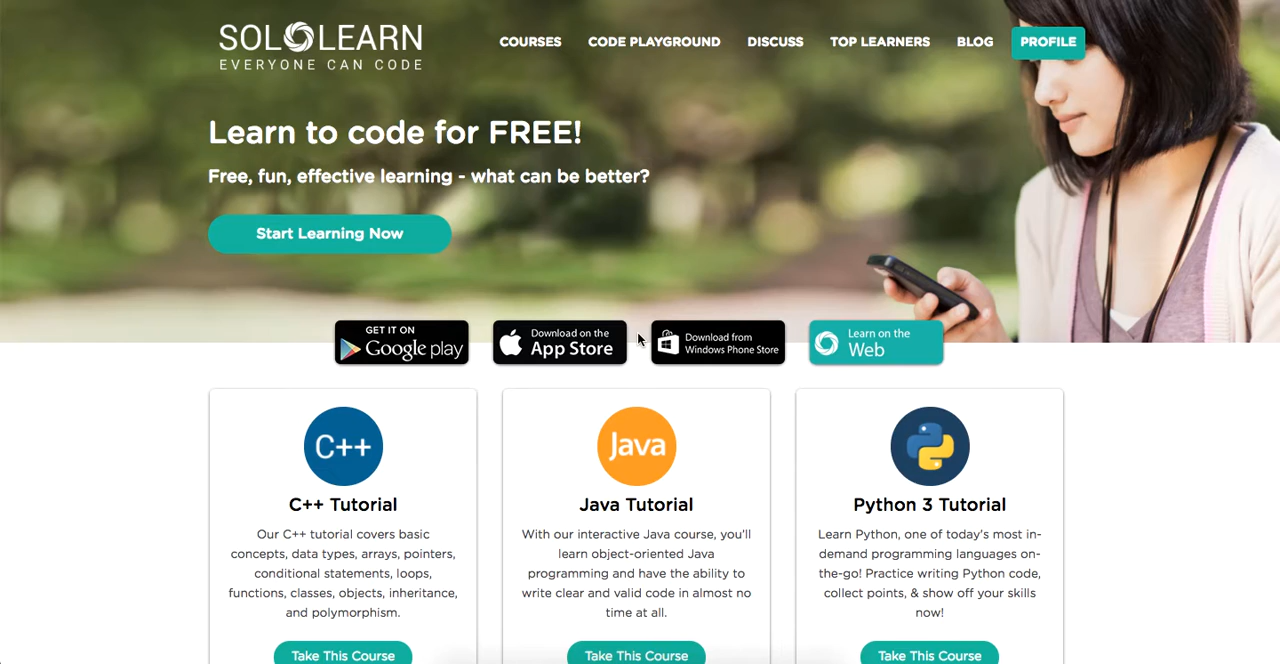 SOLOLEARN
EVERYONE CAN CODE
COURSES
CODE PLAYGROUND
DISCUSS
TOP LEARNERS
BLOG
PROFILE
Learn to code for FREE!
Free, fun, effective learning - what can be better?
Start Learning Now
GET IT ON
Google play
Download on the
App Store
Download from
Windows Phone Store
Learn on the
Web
C++
C++ Tutorial
Our C++ tutorial covers basic
concepts, data types, arrays, pointers,
conditional statements, loops,
functions, classes, objects, inheritance,
and polymorphism.
Take This Course
Java
Java Tutorial
With our interactive Java course, you'll
learn object-oriented Java
programming and have the ability to
write clear and valid code in almost no
time at all.
Take This Course
Python 3 Tutorial
Learn Python, one of today's most in-
demand programming languages on-
the-go! Practice writing Python code,
collect points, & show off your skills
now!
Take This Course